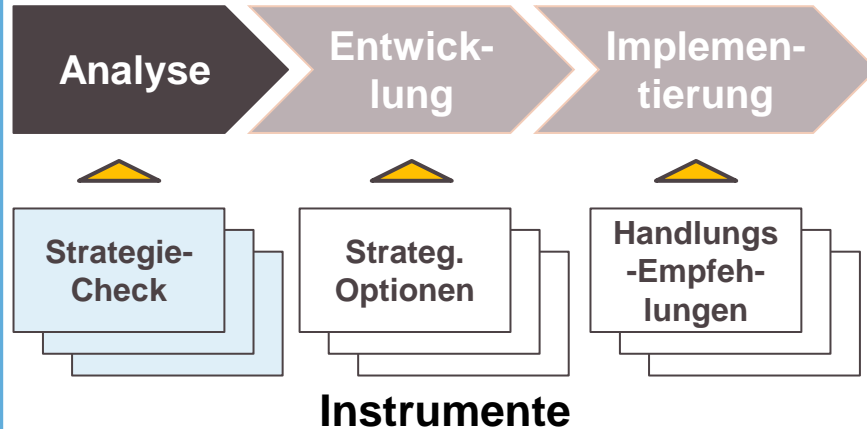 Analyse
Entwick-
lung
Implemen-
tierung
Strategie-
Check
Strateg.
Optionen
Handlungs
-Empfeh-
lungen
Instrumente